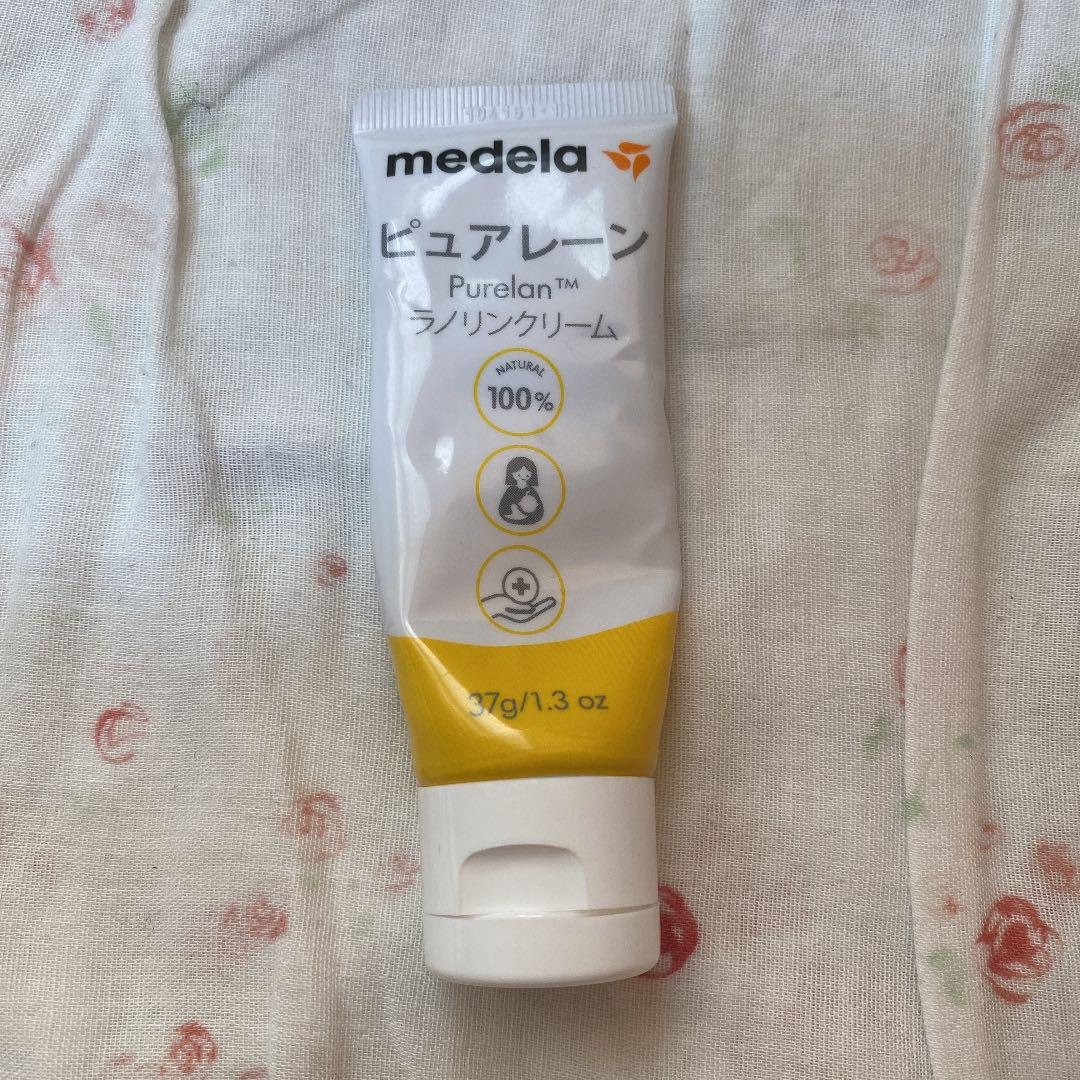 medela
ピュアレーン
Purelan™
ラノリンクリーム
NATURAL
100%
37g/1.3 oz